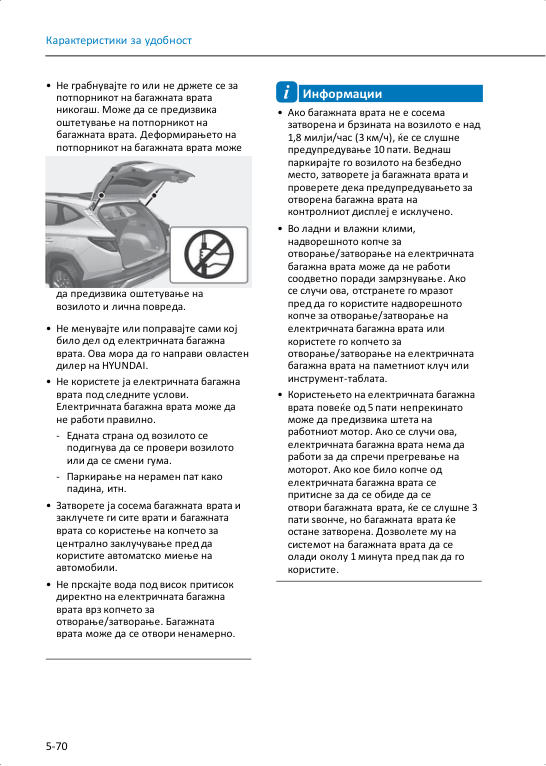 Карактеристики за удобност
• Не грабнувајте го или не држете се за
потпорникот на багажната врата
никогаш. Може да се предизвика
оштетување на потпорникот на
багажната врата. Деформирањето на
потпорникот на багажната врата може
да предизвика оштетување на
возилото и лична повреда.
• Не менувајте или поправајте сами кој
било дел од електричната багажна
врата. Ова мора да го направи овластен
дилер на HYUNDAI.
• Не користете ја електричната багажна
врата под следните услови.
Електричната багажна врата може да
не работи правилно.
- Едната страна од возилото се
подигнува да се провери возилото
или да се смени гума.
- Паркирање на нерамен пат како
падина, итн.
• Затворете ја сосема багажната врата и
заклучете ги сите врати и багажната
врата со користење на копчето за
централно заклучување пред да
користите автоматско миење на
автомобили.
• Не прскајте вода под висок притисок
директно на електричната багажна
врата врз копчето за
отворање/затворање. Багажната
врата може да се отвори ненамерно.
i Информации
• Ако багажната врата не е сосема
затворена и брзината на возилото е над
1,8 милји/час (3 км/ч), ќе се слушне
предупредување 10 пати. Веднаш
паркирајте го возилото на безбедно
место, затворете ја багажната врата и
проверете дека предупредувањето за
отворена багажна врата на
контролниот дисплеј е исклучено.
• Во ладни и влажни клими,
надворешното копче за
отворање/затворање на електричната
багажна врата може да не работи
соодветно поради замрзнување. Ако
се случи ова, отстранете го мразот
пред да го користите надворешното
копче за отворање/затворање на
електричната багажна врата или
користете го копчето за
отворање/затворање на електричната
багажна врата на паметниот клуч или
инструмент-таблата.
• Користењето на електричната багажна
врата повеќе од 5 пати непрекинато
може да предизвика штета на
работниот мотор. Ако се случи ова,
електричната багажна врата нема да
работи за да спречи прегревање на
моторот. Ако кое било копче од
електричната багажна врата се
притисне за да се обиде да се
отвори багажната врата, ќе се слушне 3
пати ѕвонче, но багажната врата ќе
остане затворена. Дозволете му на
системот на багажната врата да се
олади околу 1 минута пред пак да го
користите.
5-70